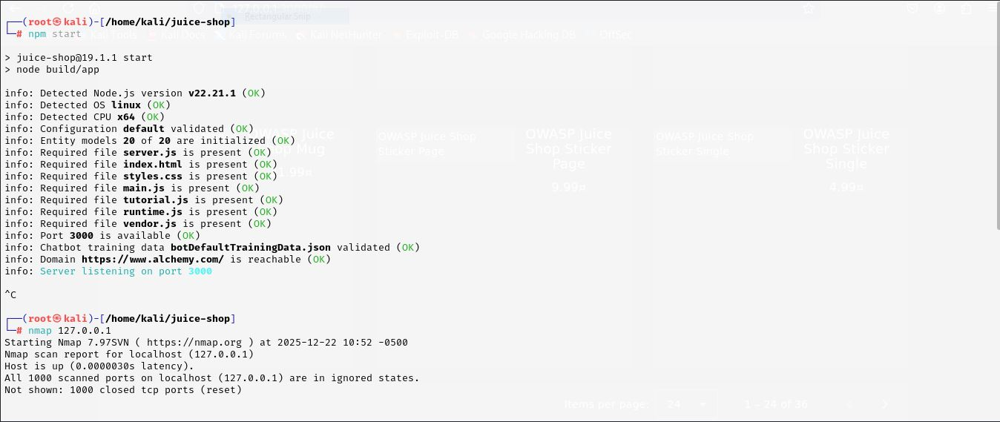 127.0.0.1
Rectangular Snip
┌──(root㉿kali)-[/home/kali/juice-shop]
└─# npm start
Kali Tools Kali Docs Kali Forums Kali NetHunter Exploit-DB Google Hacking DB OffSec
> juice-shop@19.1.1 start
> node build/app
info: Detected Node.js version v22.21.1 (OK)
info: Detected OS linux (OK)
info: Detected CPU x64 (OK)
info: Configuration default validated (OK)
info: Entity models 20 of 20 are initialized (OK)
info: Required file server.js is present (OK)
info: Required file index.html is present (OK)
info: Required file styles.css is present (OK)
info: Required file main.js is present (OK)
info: Required file tutorial.js is present (OK)
info: Required file runtime.js is present (OK)
info: Required file vendor.js is present (OK)
info: Port 3000 is available (OK)
info: Chatbot training data botDefaultTrainingData.json validated (OK)
info: Domain https://www.alchemy.com/ is reachable (OK)
info: Server listening on port 3000
^C
┌──(root㉿kali)-[/home/kali/juice-shop]
└─# nmap 127.0.0.1
Starting Nmap 7.97SVN ( https://nmap.org ) at 2025-12-22 10:52 -0500
Nmap scan report for localhost (127.0.0.1)
Host is up (0.0000030s latency).
All 1000 scanned ports on localhost (127.0.0.1) are in ignored states.
Not shown: 1000 closed tcp ports (reset)
Juice
Mug
OWASP Juice Shop
Sticker Page
OWASP Juice
Shop Sticker
Page
9.99¤
OWASP Juice Shop
Sticker Single
OWASP Juice
Shop Sticker
Single
4.99¤
Items per page: 24 1 – 24 of 36